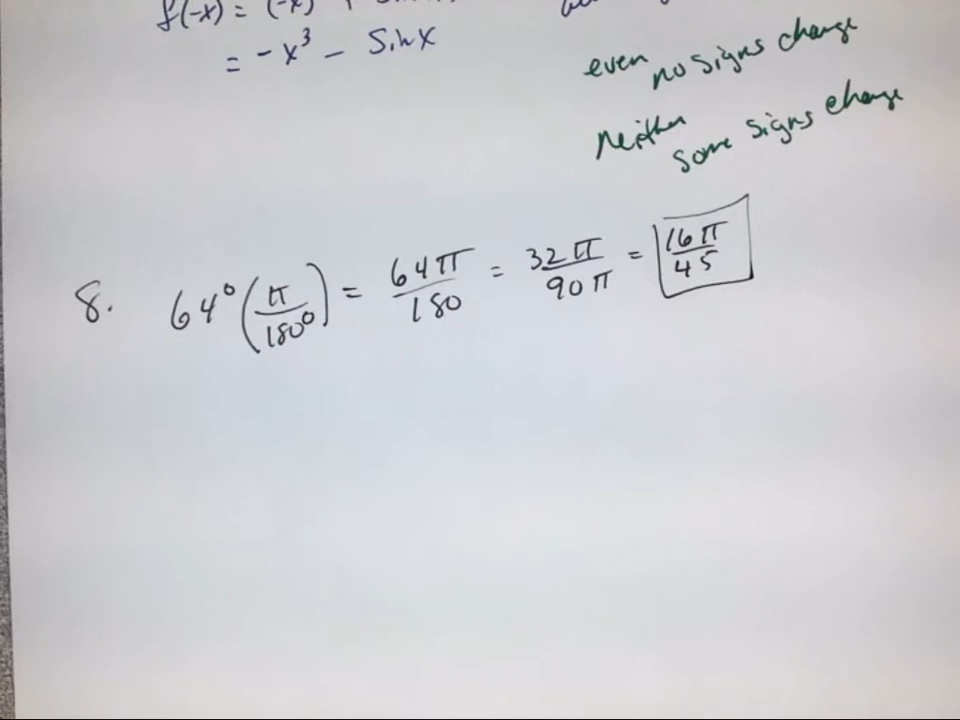 f(-x) = (-x)
= -x³ - Sin x
even no signs change
neither some signs change
8. 64° (π/180°) = 64π/180 = 32π/90π = 16π/45